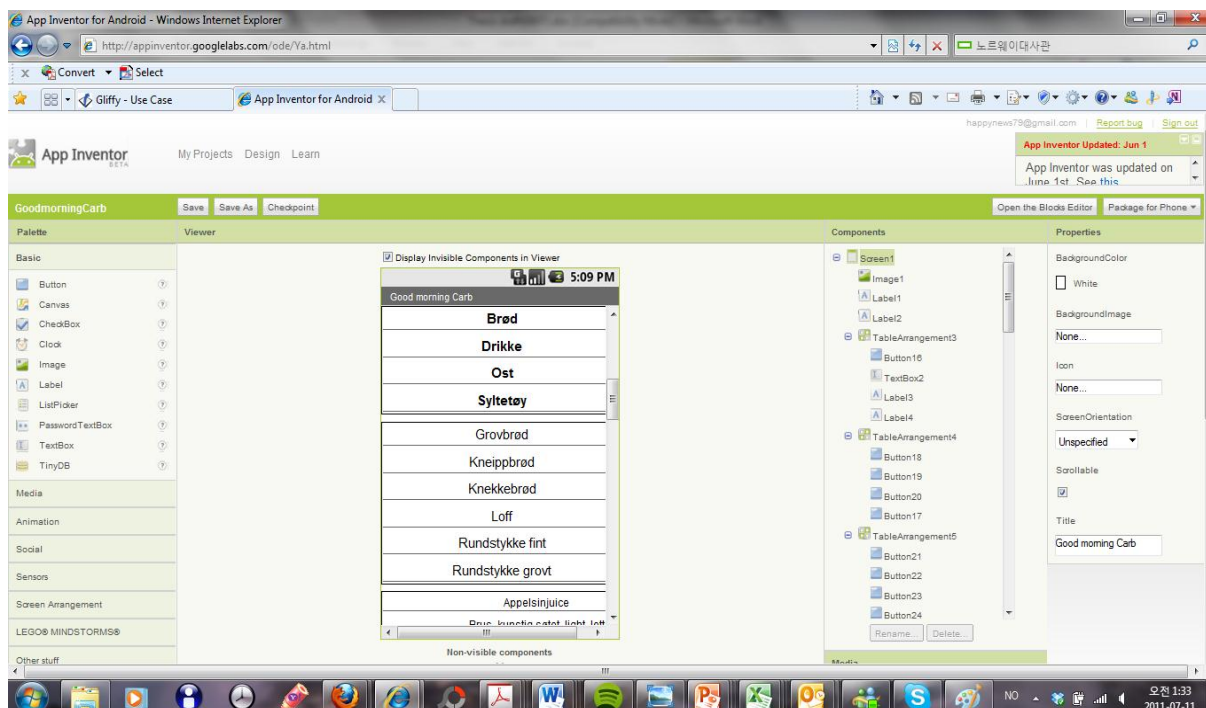 App Inventor for Android - Windows Internet Explorer
http://appinventor.googlelabs.com/ode/Ya.html
노르웨이대사관
x Convert Select
Gliffy - Use Case
App Inventor for Android X
happynews79@gmail.com | Report bug | Sign out
App Inventor BETA
My Projects Design Learn
App Inventor Updated: Jun 1
App Inventor was updated on
June 1st. See this
GoodmorningCarb
Save Save As Checkpoint
Open the Blocks Editor Package for Phone
Palette
Basic
Button
Canvas
CheckBox
Clock
Image
Label
ListPicker
PasswordTextBox
TextBox
TinyDB
Media
Animation
Social
Sensors
Screen Arrangement
LEGO® MINDSTORMS®
Other stuff
Viewer
Display Invisible Components in Viewer
5:09 PM
Good morning Carb
Brød
Drikke
Ost
Syltetøy
Grovbrød
Kneippbrød
Knekkebrød
Loff
Rundstykke fint
Rundstykke grovt
Appelsinjuice
Brus, kunstig søtet, light, lett
Non-visible components
Components
Screen1
Image1
Label1
Label2
TableArrangement3
Button16
TextBox2
Label3
Label4
TableArrangement4
Button18
Button19
Button20
Button17
TableArrangement5
Button21
Button22
Button23
Button24
Rename... Delete...
Media
Properties
BackgroundColor
White
BackgroundImage
None...
Icon
None...
ScreenOrientation
Unspecified
Scrollable
Title
Good morning Carb
NO
오전 1:33
2011-07-11